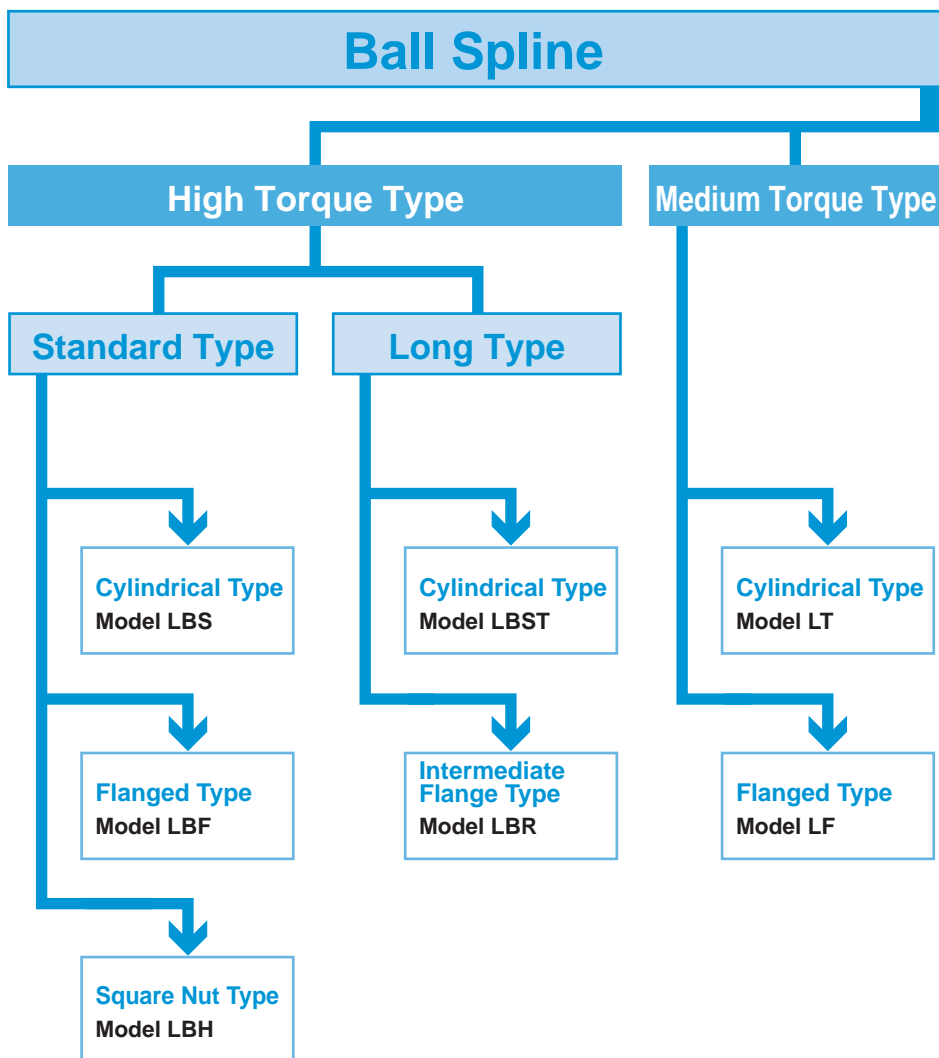 Ball Spline
High Torque Type
Medium Torque Type
Standard Type
Long Type
Cylindrical Type
Model LBS
Cylindrical Type
Model LBST
Cylindrical Type
Model LT
Flanged Type
Model LBF
Intermediate
Flange Type
Model LBR
Flanged Type
Model LF
Square Nut Type
Model LBH